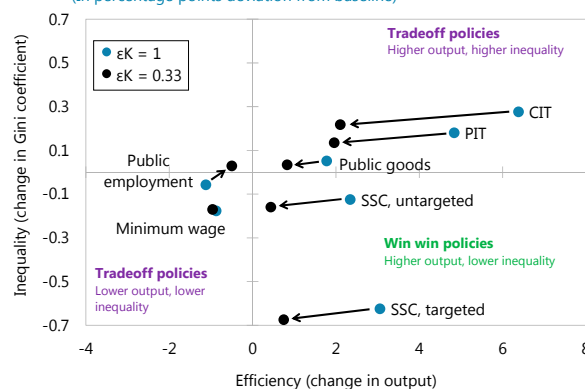 (in percentage points deviation from baseline)
Inequality (change in Gini coefficient)
0.7
0.5
0.3
0.1
-0.1
-0.3
-0.5
-0.7
εK = 1
εK = 0.33
Tradeoff policies
Higher output, higher inequality
CIT
PIT
Public goods
Public
employment
SSC, untargeted
Minimum wage
Win win policies
Higher output, lower inequality
Tradeoff policies
Lower output, lower
inequality
SSC, targeted
-4
-2
0
2
4
6
8
Efficiency (change in output)